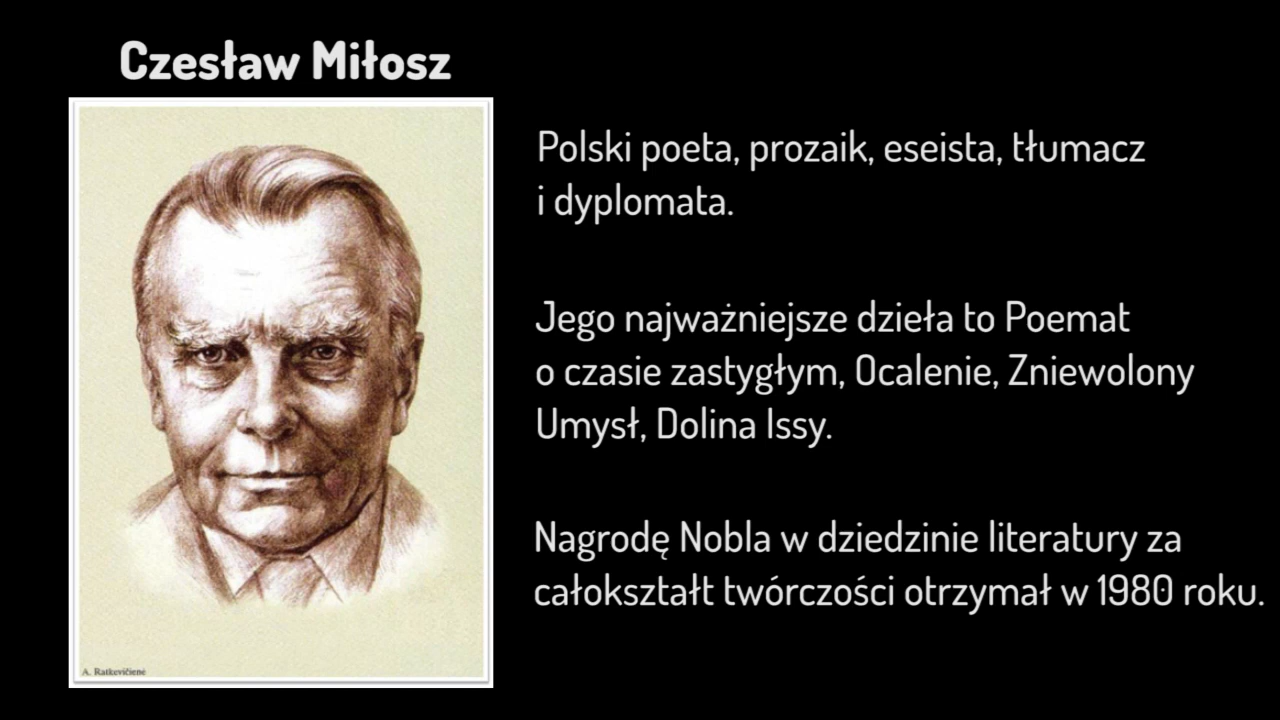 Czesław Miłosz
Polski poeta, prozaik, eseista, tłumacz
i dyplomata.
Jego najważniejsze dzieła to Poemat
o czasie zastygłym, Ocalenie, Zniewolony
Umysł, Dolina Issy.
Nagrodę Nobla w dziedzinie literatury za
całokształt twórczości otrzymał w 1980 roku.
A. Ratkevičienė